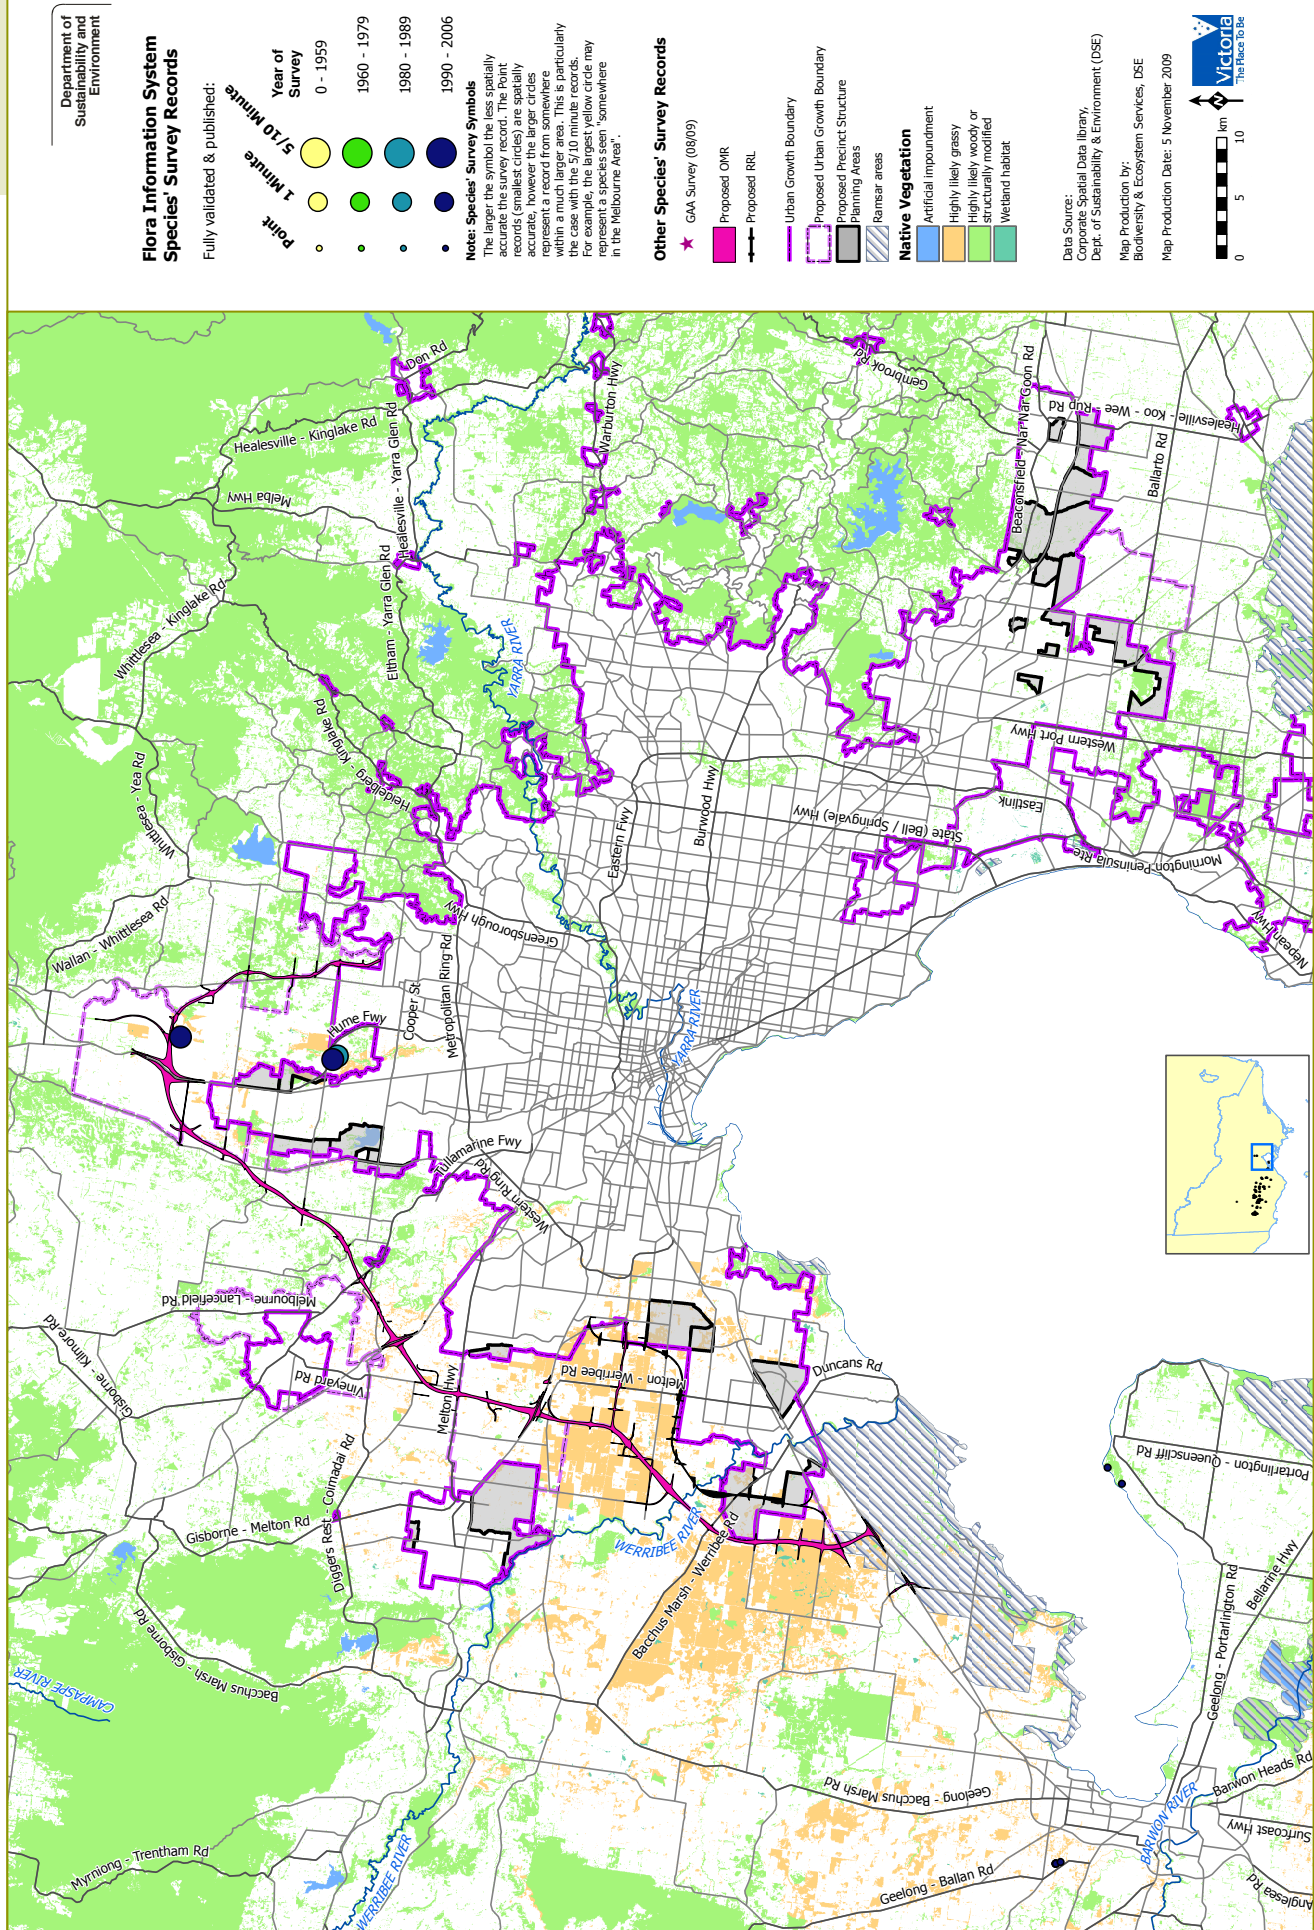 Department of
Sustainability and
Environment
Flora Information System
Species' Survey Records
Fully validated & published:
Point
1 Minute
5/10 Minute
Year of
Survey
0 - 1959
1960 - 1979
1980 - 1989
1990 - 2006
Note: Species' Survey Symbols
The larger the symbol the less spatially
accurate the survey record. The Point
records (smallest circles) are spatially
accurate, however the larger circles
represent a record from somewhere
within a much larger area. This is particularly
the case with the 5/10 minute records.
For example, the largest yellow circle may
represent a species seen "somewhere
in the Melbourne Area".
Other Species' Survey Records
GAA Survey (08/09)
Proposed OMR
Proposed RRL
Urban Growth Boundary
Proposed Urban Growth Boundary
Proposed Precinct Structure
Planning Areas
Ramsar areas
Native Vegetation
Artificial impoundment
Highly likely grassy
Highly likely woody or
structurally modified
Wetland habitat
Data Source:
Corporate Spatial Data library,
Dept. of Sustainability & Environment (DSE)
Map Production by:
Biodiversity & Ecosystem Services, DSE
Map Production Date: 5 November 2009
0
5
10
km
N
Victoria
The Place To Be
Myrniong - Trentham Rd
WERRIBEE RIVER
CAMPASPE RIVER
Bacchus Marsh - Gisborne Rd
Gisborne - Melton Rd
Gisborne - Kilmore Rd
Diggers Rest - Coimadai Rd
Vineyard Rd
Melbourne - Lancefield Rd
Melton Hwy
Tullamarine Fwy
Western Ring Rd
Hume Fwy
Cooper St
Metropolitan Ring Rd
Wallan - Whittlesea Rd
Whittlesea - Yea Rd
Whittlesea - Kinglake Rd
Heidelberg - Kinglake Rd
Greensborough Hwy
Eltham - Yarra Glen Rd
Healesville - Yarra Glen Rd
Melba Hwy
Healesville - Kinglake Rd
Don Rd
YARRA RIVER
Warburton Hwy
Eastern Fwy
Burwood Hwy
YARRA RIVER
State (Bell / Springvale) Hwy
Eastlink
Mornington Peninsula Rte
Nepean Hwy
Western Port Hwy
Gembrook Rd
Beaconsfield - Nar Nar Goon Rd
Healesville - Koo - Wee - Rup Rd
Ballarto Rd
Melton - Werribee Rd
Duncans Rd
WERRIBEE RIVER
Bacchus Marsh - Werribee Rd
Geelong - Bacchus Marsh Rd
Geelong - Ballan Rd
BARWON RIVER
Barwon Heads Rd
Surfcoast Hwy
Anglesea Rd
Geelong - Portarlington Rd
Bellarine Hwy
Portarlington - Queenscliff Rd